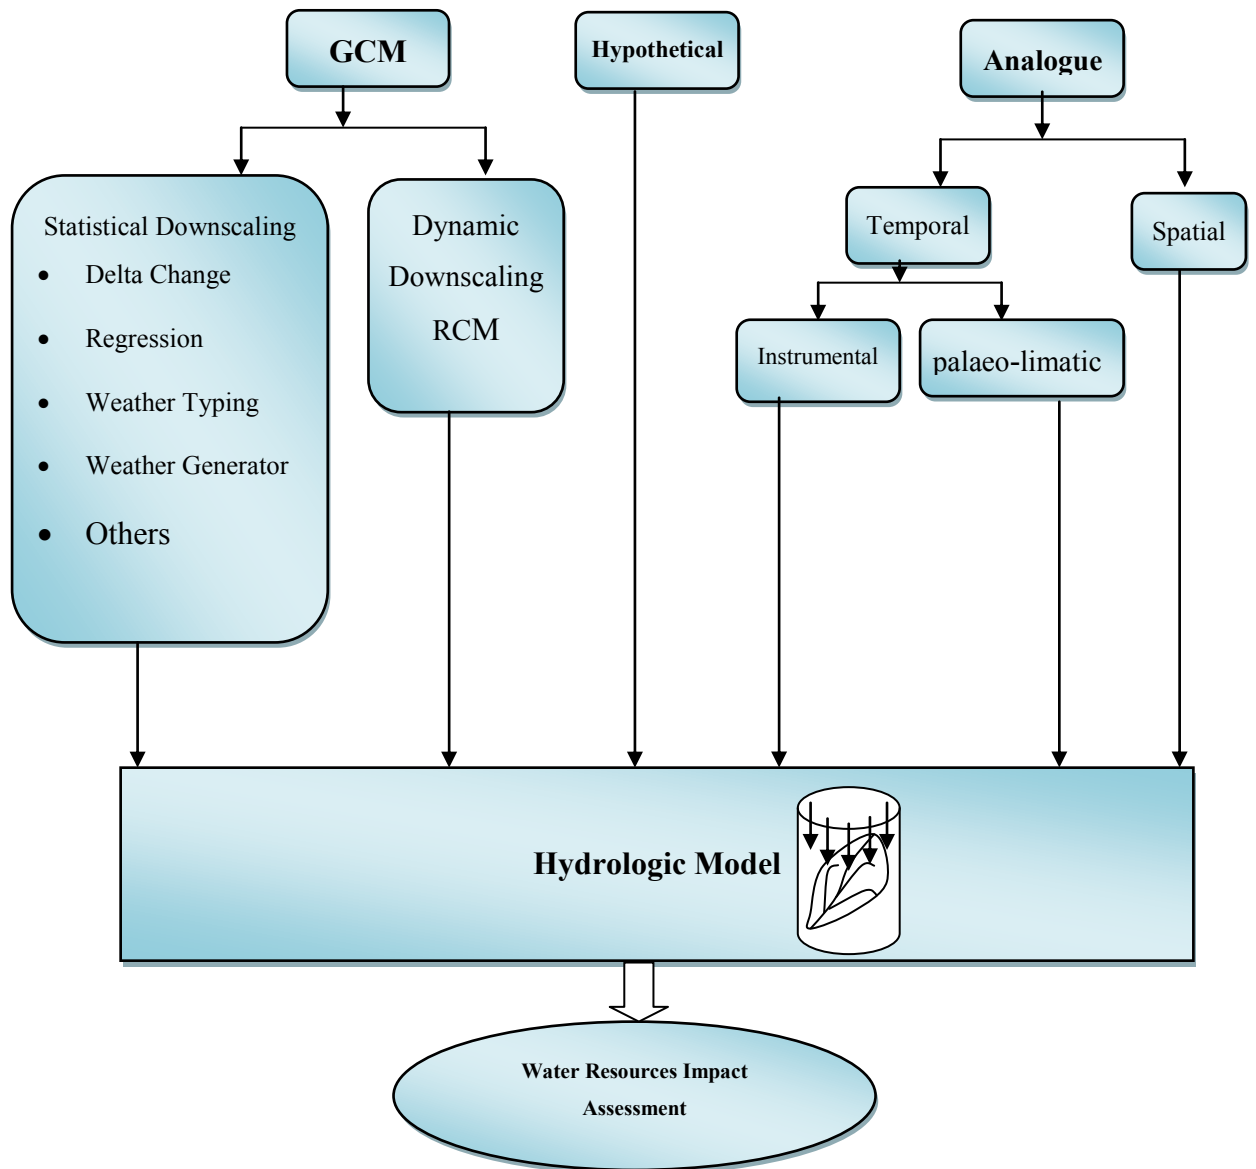 GCM
Hypothetical
Analogue
Statistical Downscaling
• Delta Change
• Regression
• Weather Typing
• Weather Generator
• Others
Dynamic
Downscaling
RCM
Temporal
Spatial
Instrumental
palaeo-limatic
Hydrologic Model
Water Resources Impact
Assessment